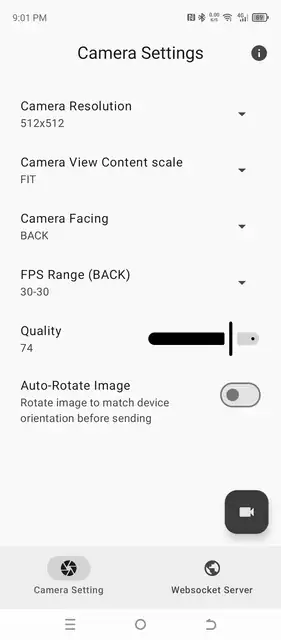 9:01 PM
Camera Settings
Camera Resolution
512x512
Camera View Content scale
FIT
Camera Facing
BACK
FPS Range (BACK)
30-30
Quality
74
Auto-Rotate Image
Rotate image to match device
orientation before sending
Camera Setting
Websocket Server